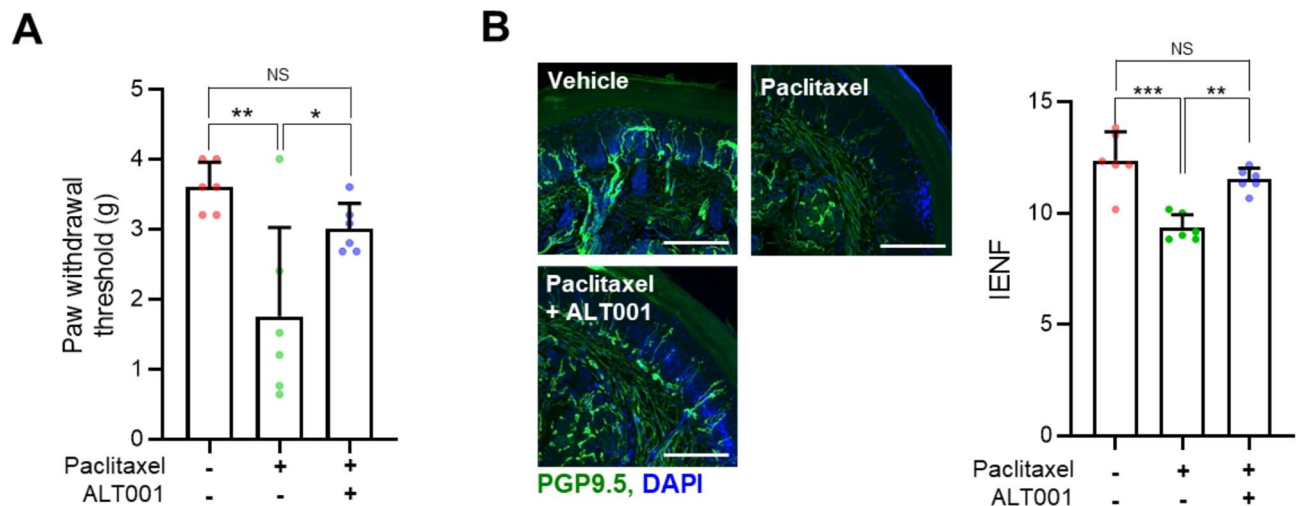 A
B
NS
** *
5
4
3
2
1
0
Paw withdrawal
threshold (g)
Paclitaxel - + +
ALT001 - - +
Vehicle
Paclitaxel
Paclitaxel
+ ALT001
PGP9.5, DAPI
NS
*** **
15
10
5
0
IENF
Paclitaxel - + +
ALT001 - - +